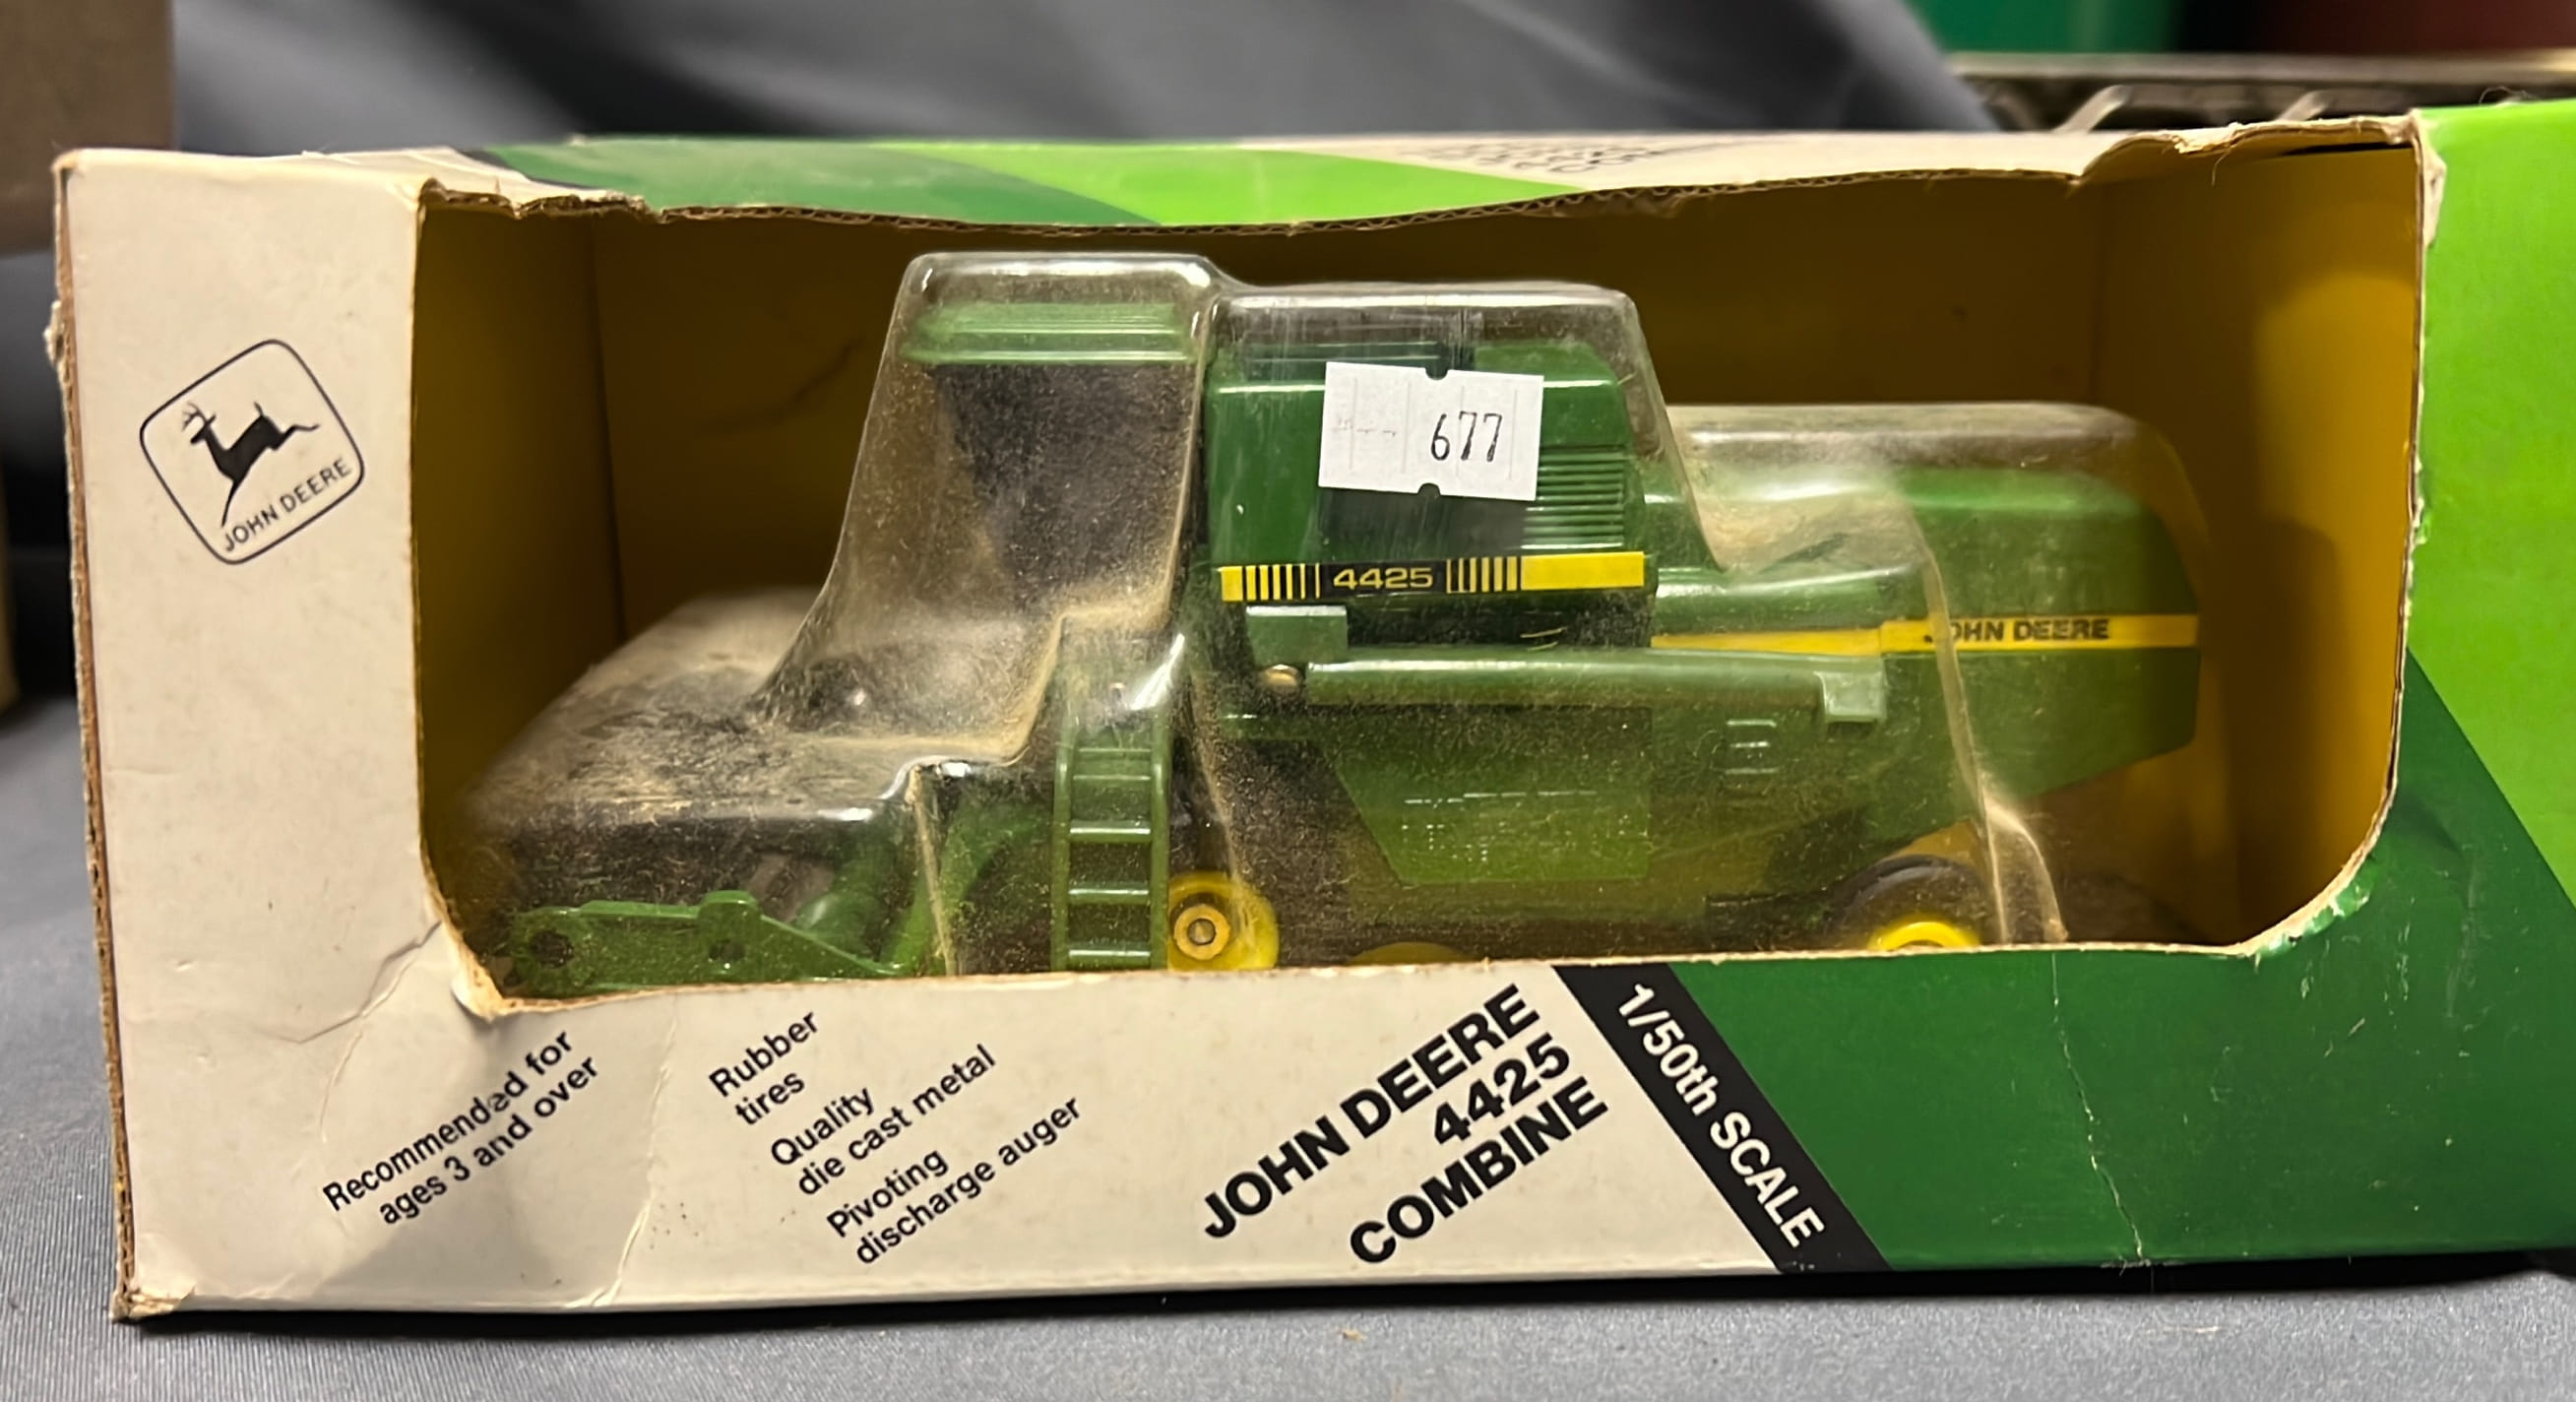 JOHN DEERE
677
4425
JOHN DEERE
Recommended for
ages 3 and over
Rubber
tires
Quality
die cast metal
Pivoting
discharge auger
JOHN DEERE
4425
COMBINE
1/50th SCALE